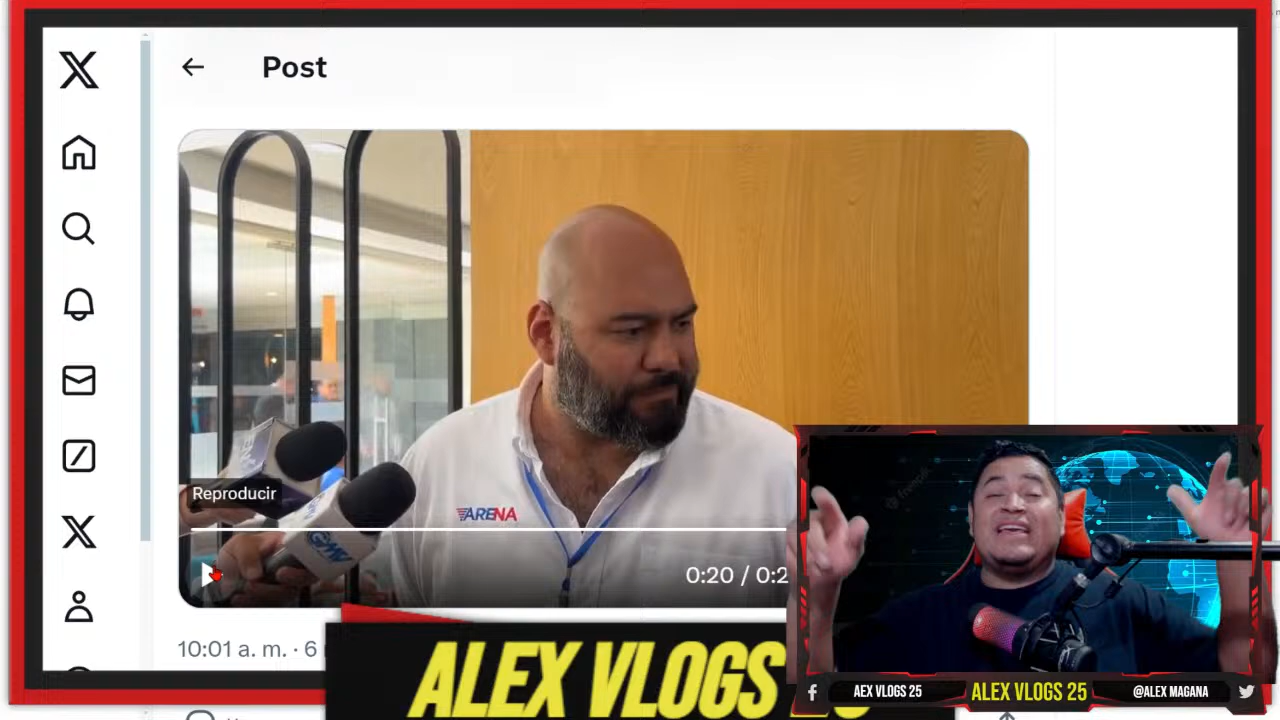 Post
Reproducir
ARENA
GMV
0:20 / 0:2
10:01 a. m. · 6
ALEX VLOGS
AEX VLOGS 25
ALEX VLOGS 25
@ALEX MAGANA